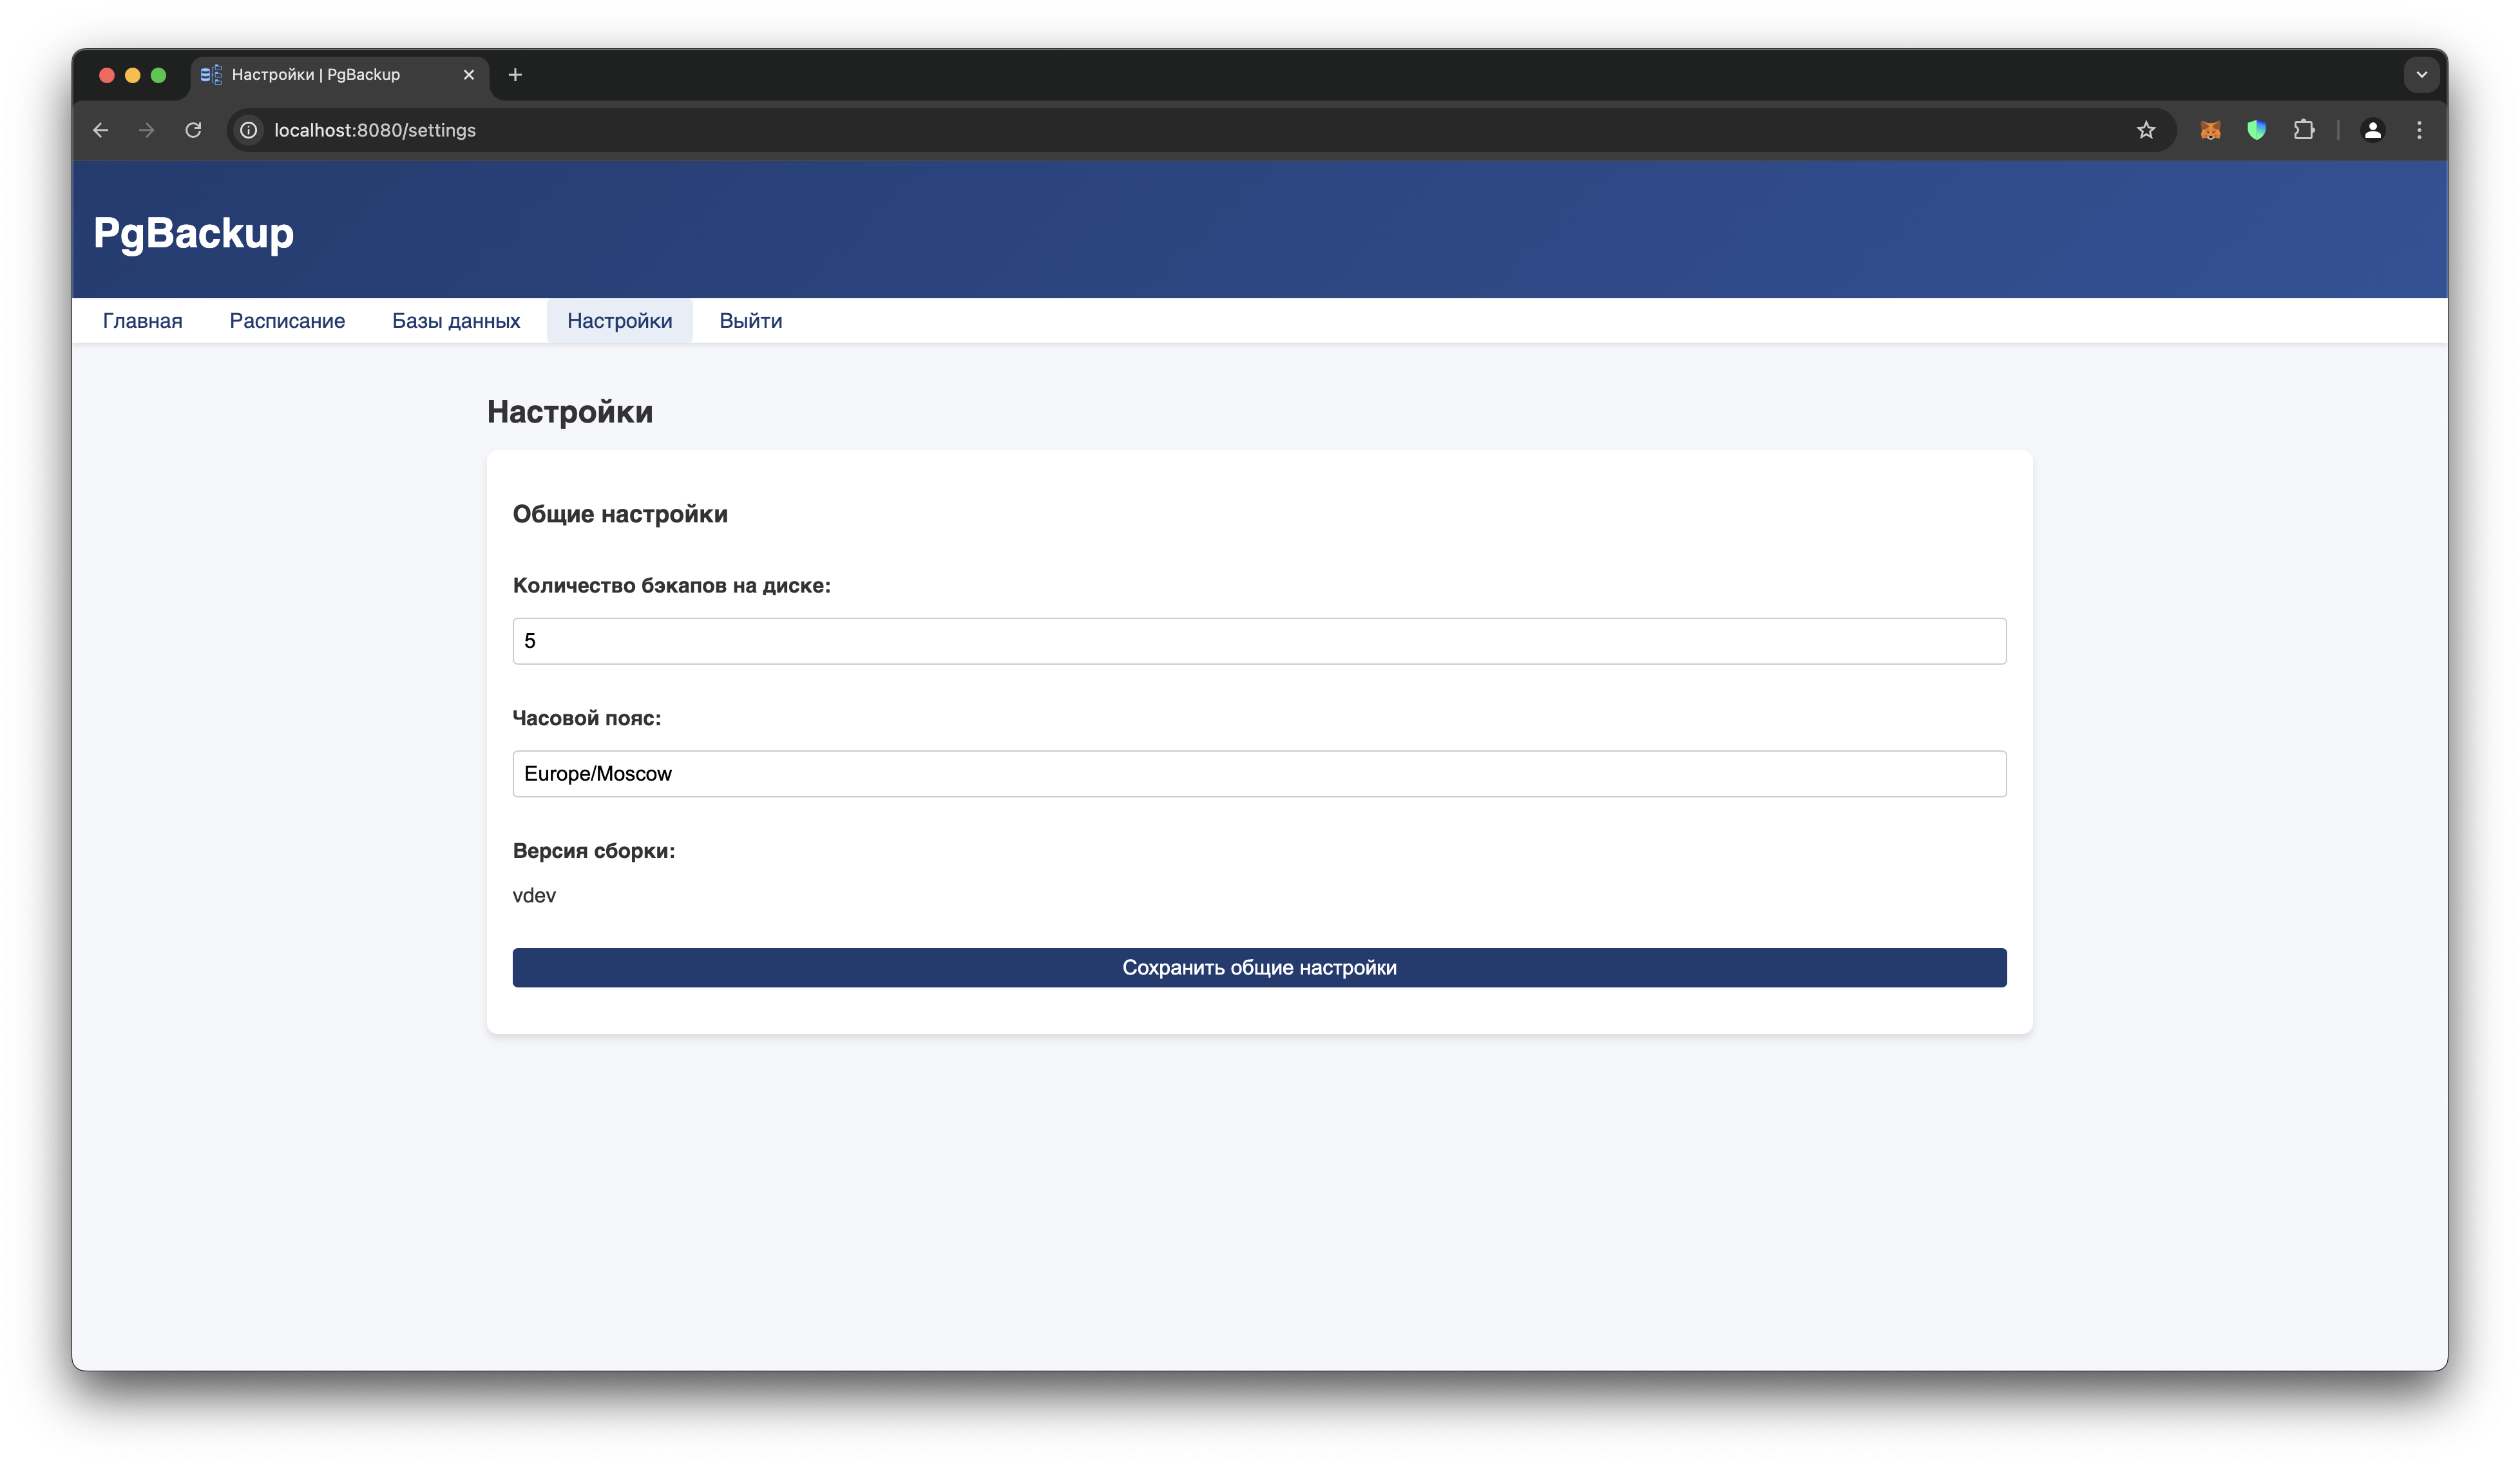 Настройки | PgBackup
localhost:8080/settings
PgBackup
Главная Расписание Базы данных Настройки Выйти
Настройки
Общие настройки
Количество бэкапов на диске:
5
Часовой пояс:
Europe/Moscow
Версия сборки:
vdev
Сохранить общие настройки